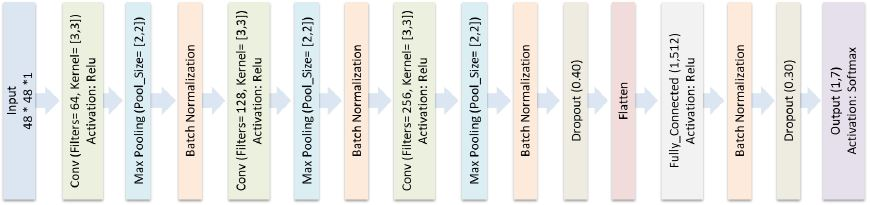 Input
48 * 48 *1
Conv (Filters= 64, Kernel= [3,3])
Activation: Relu
Max Pooling (Pool_Size= [2,2])
Batch Normalization
Conv (Filters= 128, Kernel= [3,3])
Activation: Relu
Max Pooling (Pool_Size= [2,2])
Batch Normalization
Conv (Filters= 256, Kernel= [3,3])
Activation: Relu
Max Pooling (Pool_Size= [2,2])
Batch Normalization
Dropout (0.40)
Flatten
Fully_Connected (1,512)
Activation: Relu
Batch Normalization
Dropout (0.30)
Output (1,7)
Activation: Softmax